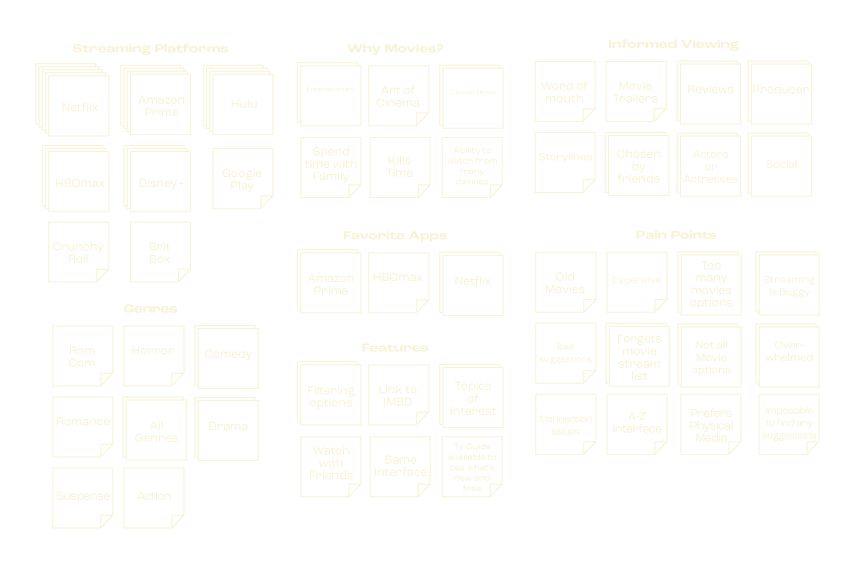 Streaming Platforms
Netflix
Amazon
Prime
Hulu
HBOmax
Disney+
Google
Play
Crunchy
Roll
Brit
Box
Genres
Rom
Com
Horror
Comedy
Romance
All
Genres
Drama
Suspense
Action
Why Movies?
Entertainment
Art of
Cinema
Spend
time with
Family
Kills
Time
Ability to
watch from
many
devices
Favorite Apps
Amazon
Prime
HBOmax
Netflix
Features
Filtering
options
Link to
IMBD
Topics
of
interest
Watch
with
Friends
Same
Interface
Tv Guide
available to
see what's
new and
free
Informed Viewing
Word of
mouth
Movie
Trailers
Reviews
Producer
Storylines
Chosen
by
friends
Actors
or
Actresses
Social
Pain Points
Old
Movies
Expensive
Too
many
movies
options
Streaming
is buggy
suggestions
Forgets
movie
stream
list
Not all
Movie
options
Over-
whelmed
Connection
issues
A-Z
interface
Prefers
Physical
Media
Impossible
to find any
suggestions